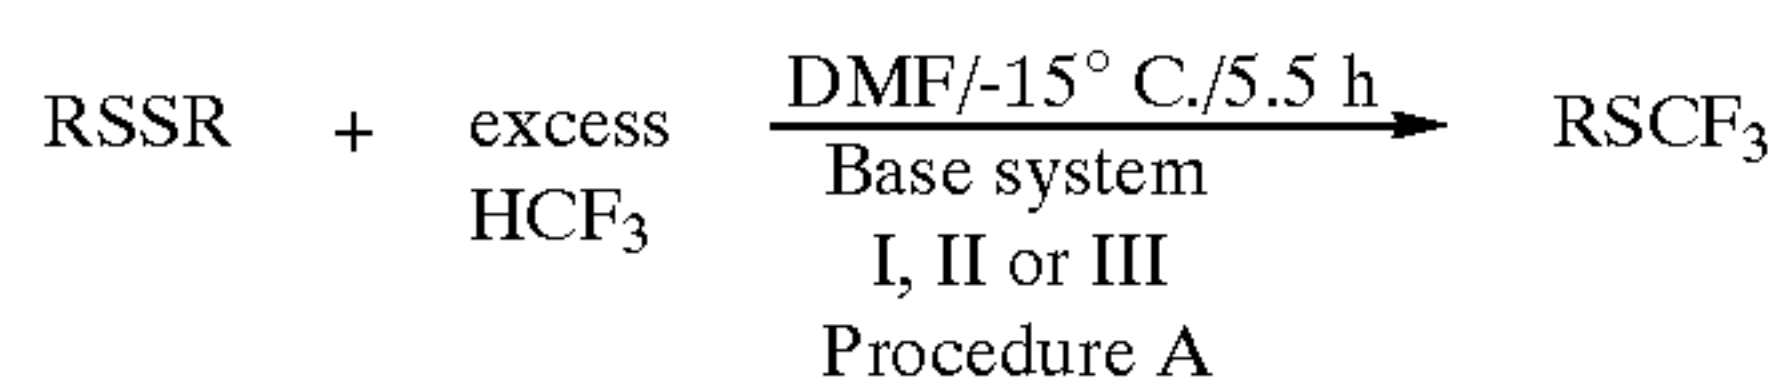 DMF/-15° C./5.5 h
RSSR + excess RSCF₃
HCF₃
Base system
I, II or III
Procedure A